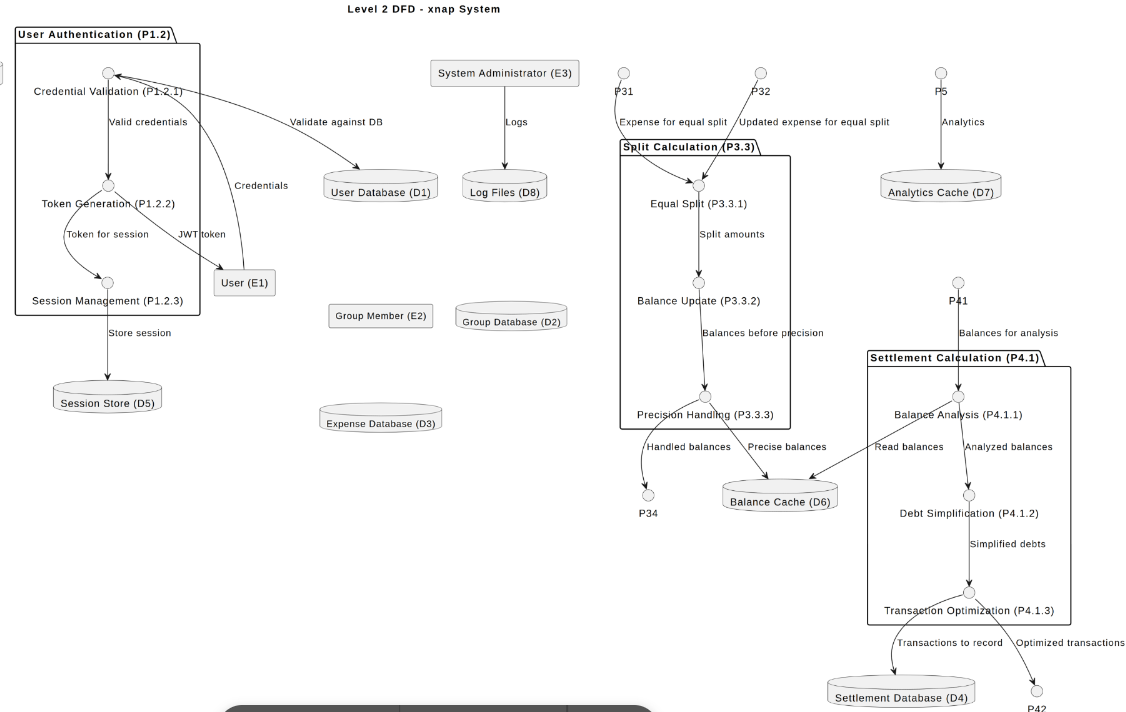 Level 2 DFD - xnap System
User Authentication (P1.2)
Credential Validation (P1.2.1)
Valid credentials
Token Generation (P1.2.2)
Token for session
JWT token
Session Management (P1.2.3)
Store session
Session Store (D5)
Credentials
User (E1)
Validate against DB
User Database (D1)
System Administrator (E3)
Logs
Log Files (D8)
Group Member (E2)
Group Database (D2)
Expense Database (D3)
P31
P32
Expense for equal split
Updated expense for equal split
Split Calculation (P3.3)
Equal Split (P3.3.1)
Split amounts
Balance Update (P3.3.2)
Balances before precision
Precision Handling (P3.3.3)
Handled balances
Precise balances
P34
Balance Cache (D6)
P5
Analytics
Analytics Cache (D7)
P41
Balances for analysis
Settlement Calculation (P4.1)
Balance Analysis (P4.1.1)
Read balances
Analyzed balances
Debt Simplification (P4.1.2)
Simplified debts
Transaction Optimization (P4.1.3)
Transactions to record
Optimized transactions
Settlement Database (D4)
P42